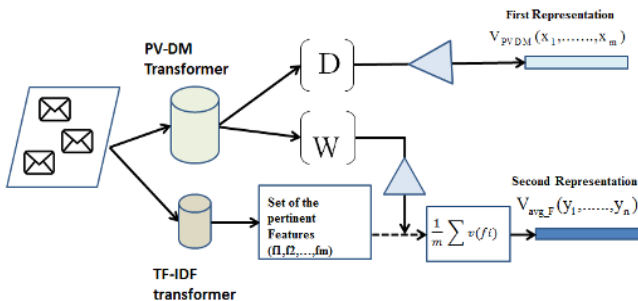 First Representation
V_PVDM(x_1,.......,x_m)
PV-DM
Transformer
[D]
[W]
Second Representation
V_avg_F(y_1,......,y_n)
Set of the
pertinent
Features
(f1,f2,...,fm)
1/m ∑ v(fi)
TF-IDF
transformer